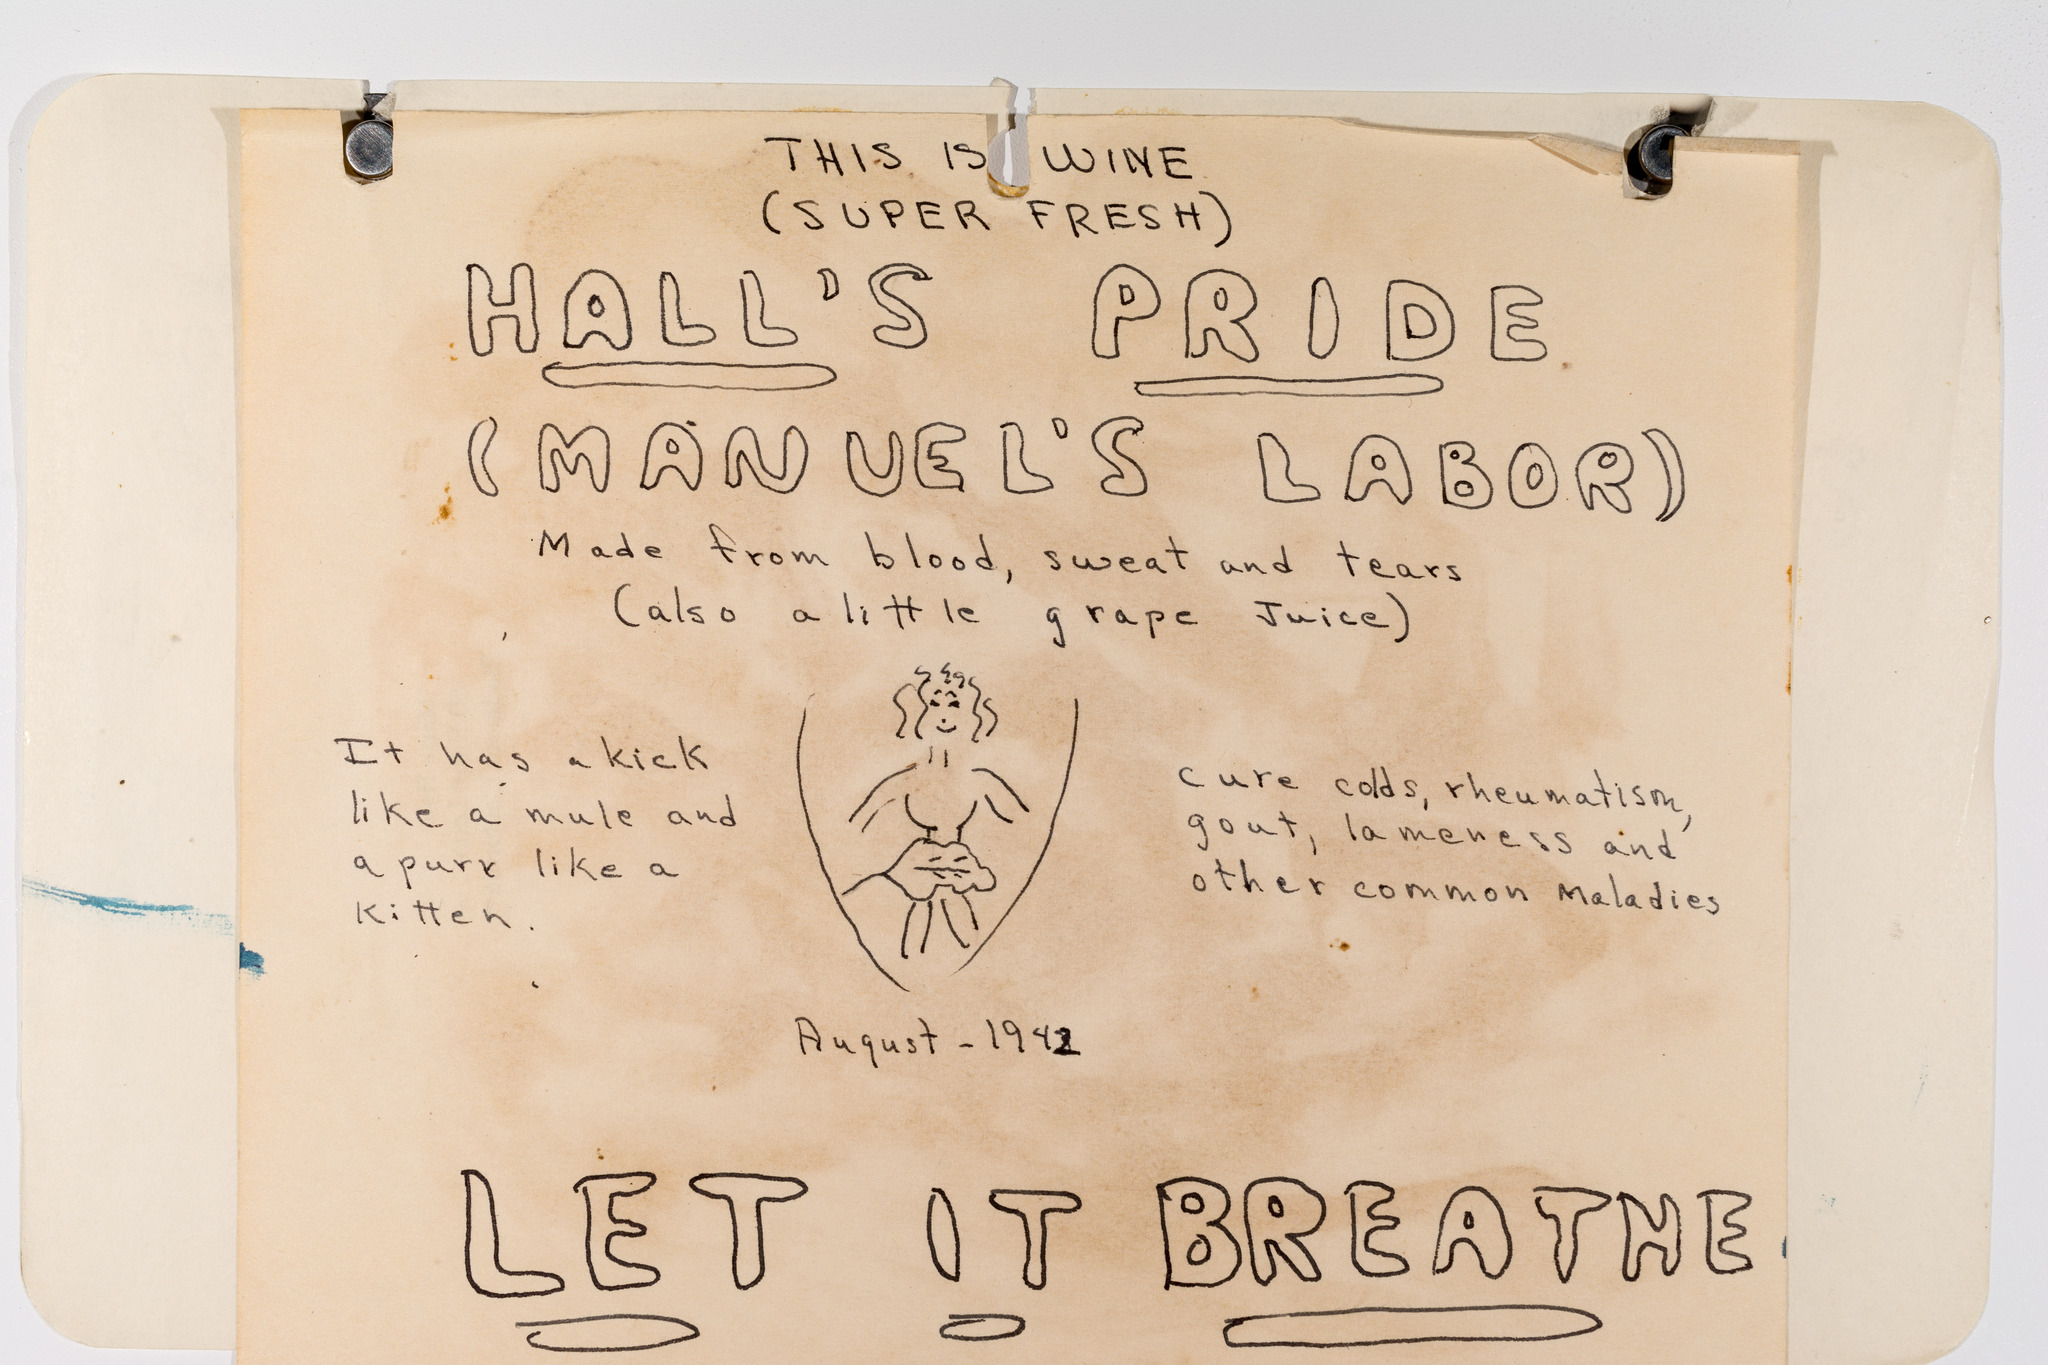 THIS IS WINE
(SUPER FRESH)
HALL'S PRIDE
(MANUEL'S LABOR)
Made from blood, sweat and tears
(also a little grape Juice)
It has a kick
like a mule and
a purr like a
kitten.
cure colds, rheumatism,
gout, lameness and
other common Maladies
August - 1942
LET IT BREATHE